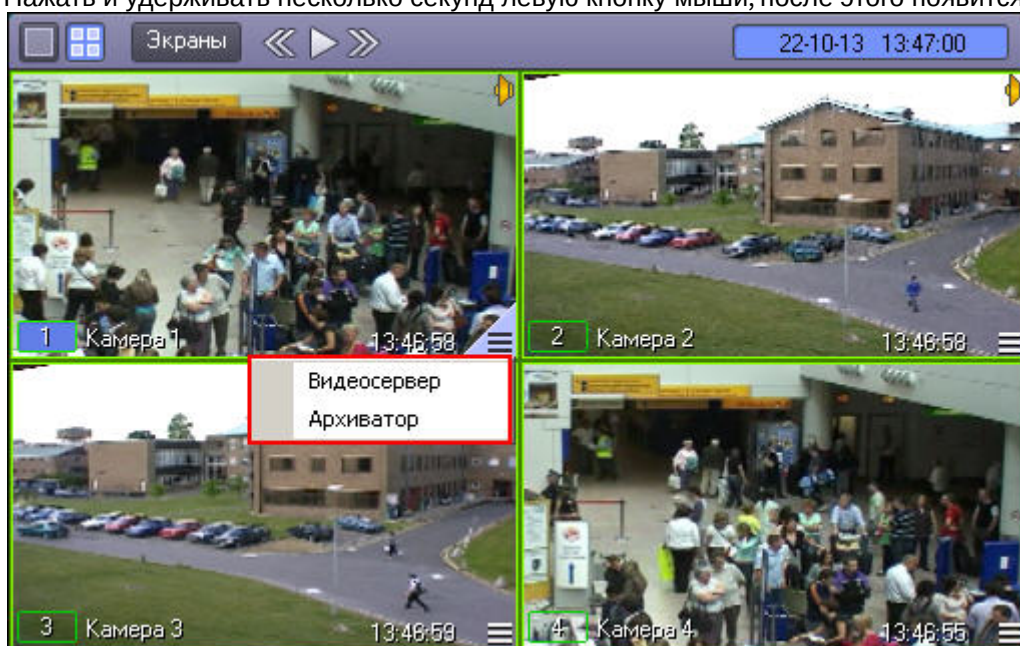 Нажать и удерживать несколько секунд левую кнопку мыши, после этого появится
Экраны
22-10-13 13:47:00
1 Камера 1 13:46:58
2 Камера 2 13:46:58
Видеосервер
Архиватор
3 Камера 3 13:46:59
4 Камера 4 13:46:55